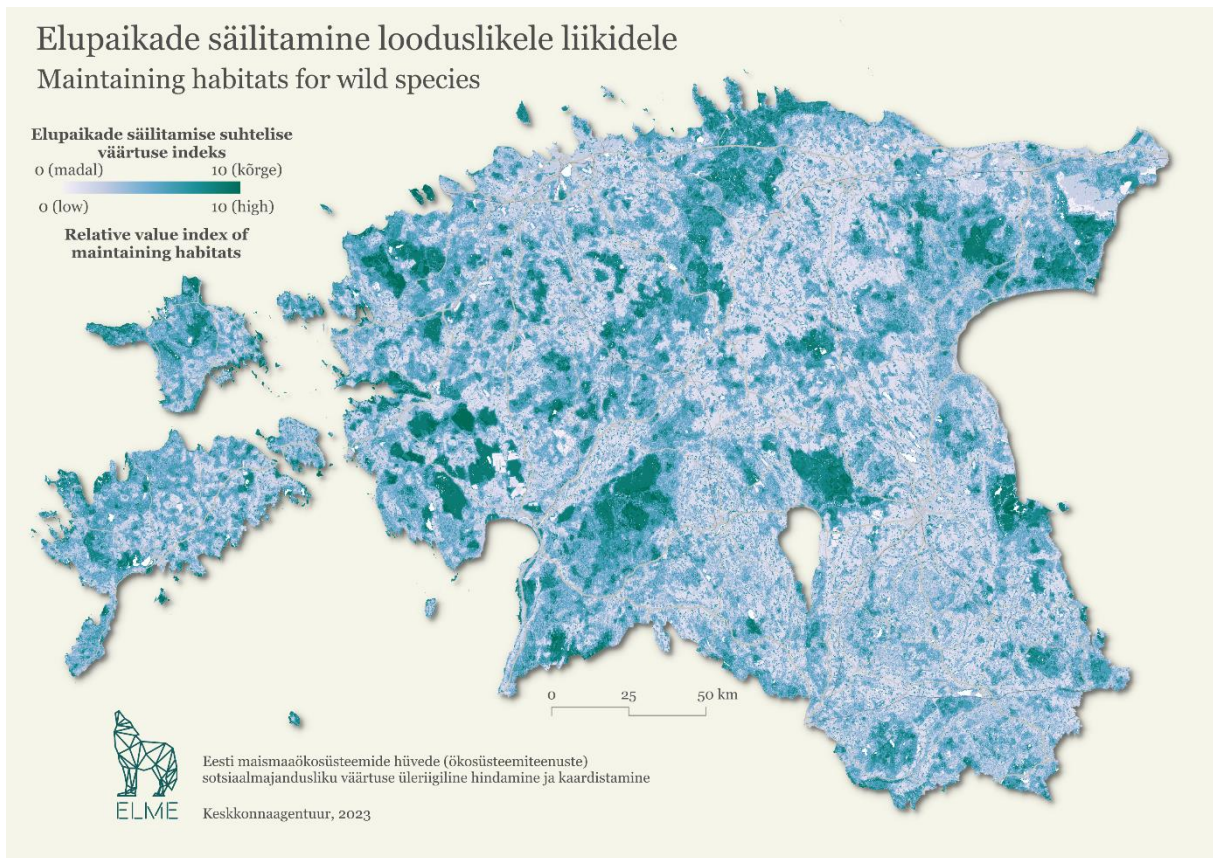 Elupaikade säilitamine looduslikele liikidele
Maintaining habitats for wild species
Elupaikade säilitamise suhtelise
väärtuse indeks
0 (madal) 10 (kõrge)
0 (low) 10 (high)
Relative value index of
maintaining habitats
0 25 50 km
Eesti maismaaökosüsteemide hüvede (ökosüsteemiteenuste)
sotsiaalmajandusliku väärtuse üleriigiline hindamine ja kaardistamine
ELME
Keskkonnaagentuur, 2023